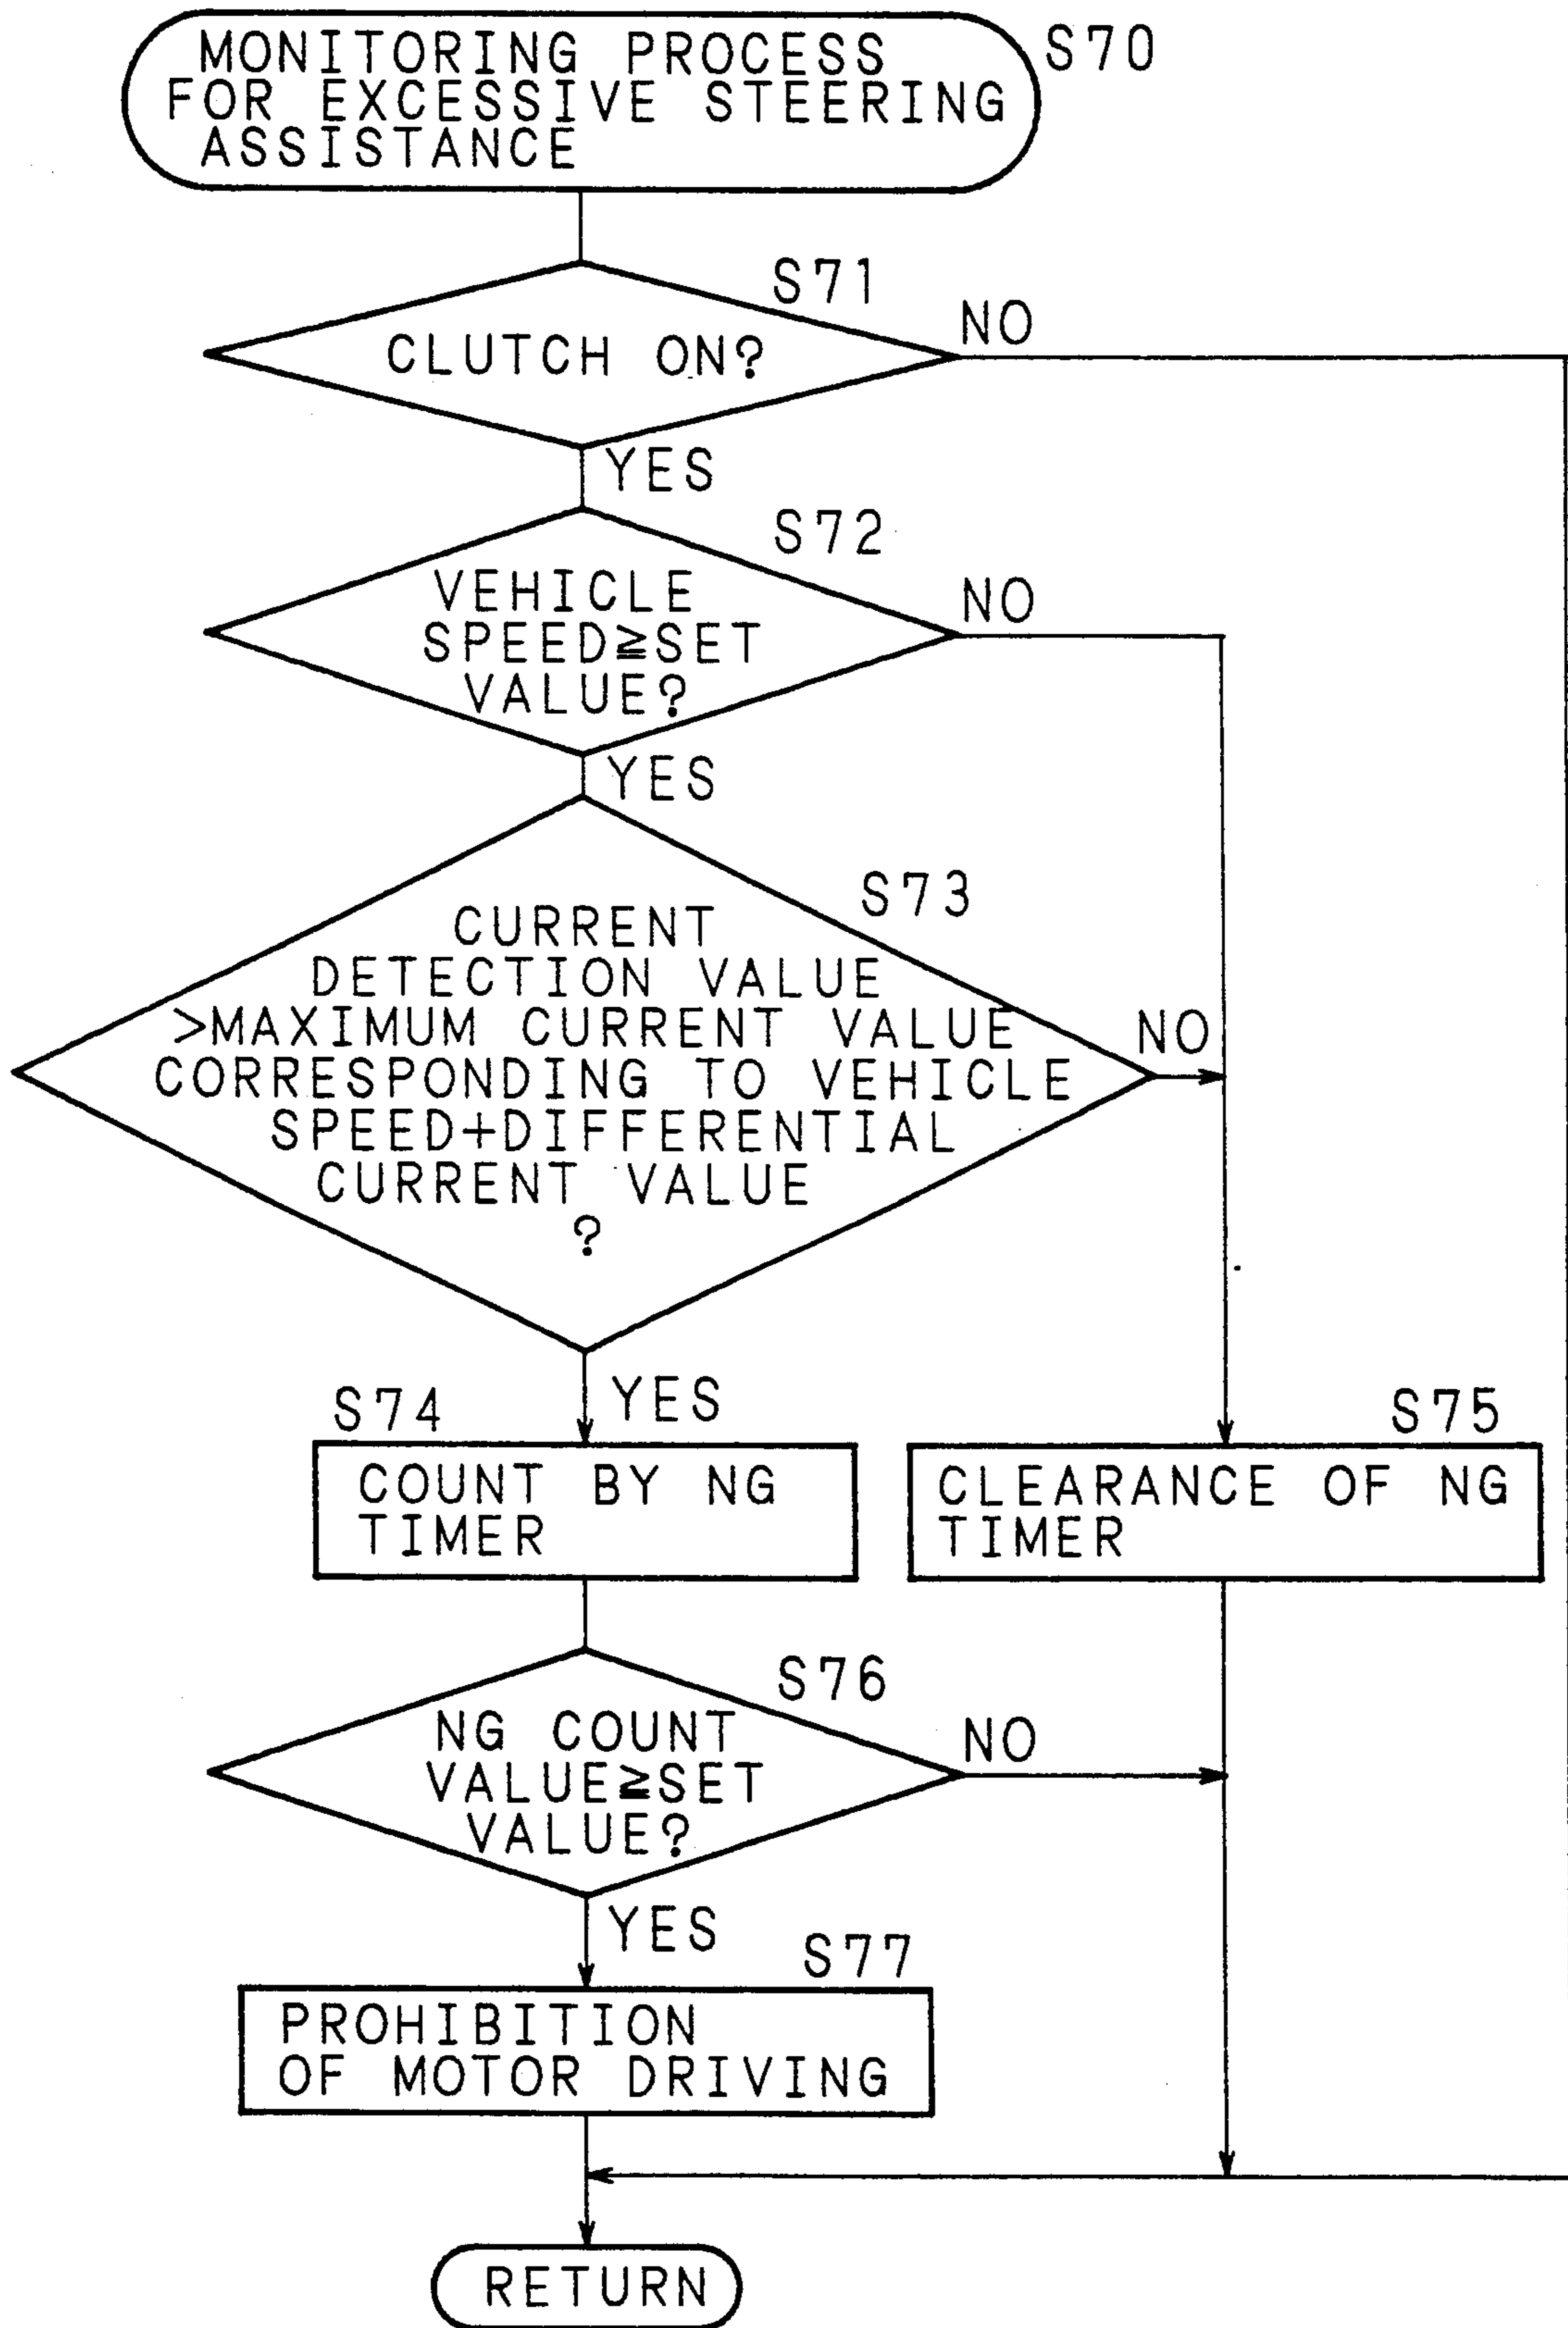 MONITORING PROCESS
FOR EXCESSIVE STEERING
ASSISTANCE
S70
S71
CLUTCH ON?
NO
YES
S72
VEHICLE
SPEED≧SET
VALUE?
NO
YES
S73
CURRENT
DETECTION VALUE
>MAXIMUM CURRENT VALUE
CORRESPONDING TO VEHICLE
SPEED+DIFFERENTIAL
CURRENT VALUE
?
NO
YES
S74
COUNT BY NG
TIMER
S75
CLEARANCE OF NG
TIMER
S76
NG COUNT
VALUE≧SET
VALUE?
NO
YES
S77
PROHIBITION
OF MOTOR DRIVING
RETURN